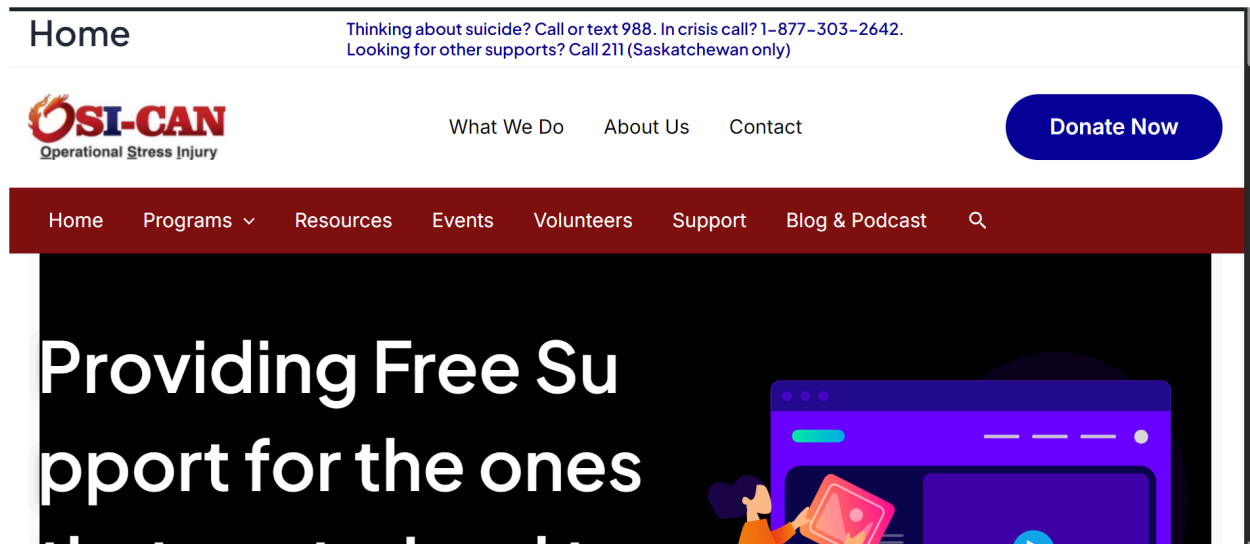 Home
Thinking about suicide? Call or text 988. In crisis call? 1-877-303-2642.
Looking for other supports? Call 211 (Saskatchewan only)
OSI-CAN
Operational Stress Injury
What We Do About Us Contact
Donate Now
Home Programs Resources Events Volunteers Support Blog & Podcast
Providing Free Su
pport for the ones